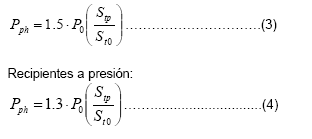 P_ph = 1.5 · P_0 (S_tp / S_t0) ……………………………(3)
Recipientes a presión:
P_ph = 1.3 · P_0 (S_tp / S_t0) ……………………………(4)